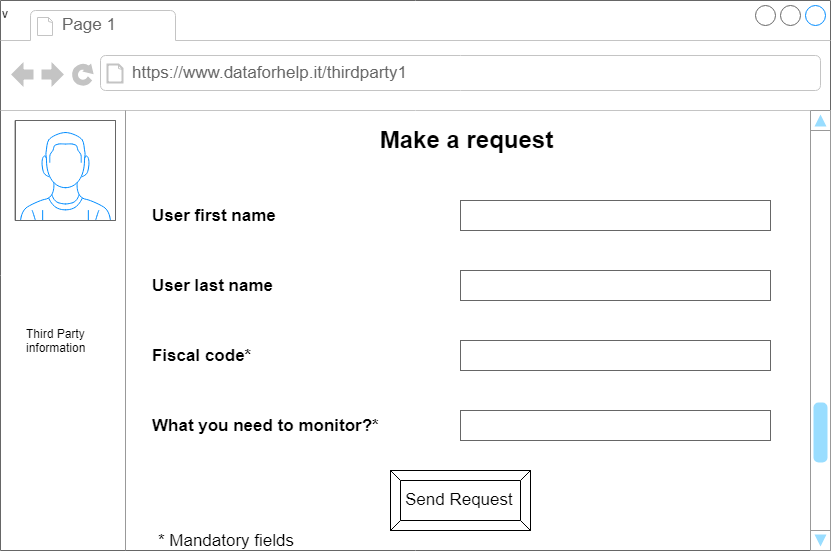 v
Page 1
https://www.dataforhelp.it/thirdparty1
Make a request
User first name
User last name
Third Party
information
Fiscal code*
What you need to monitor?*
Send Request
* Mandatory fields